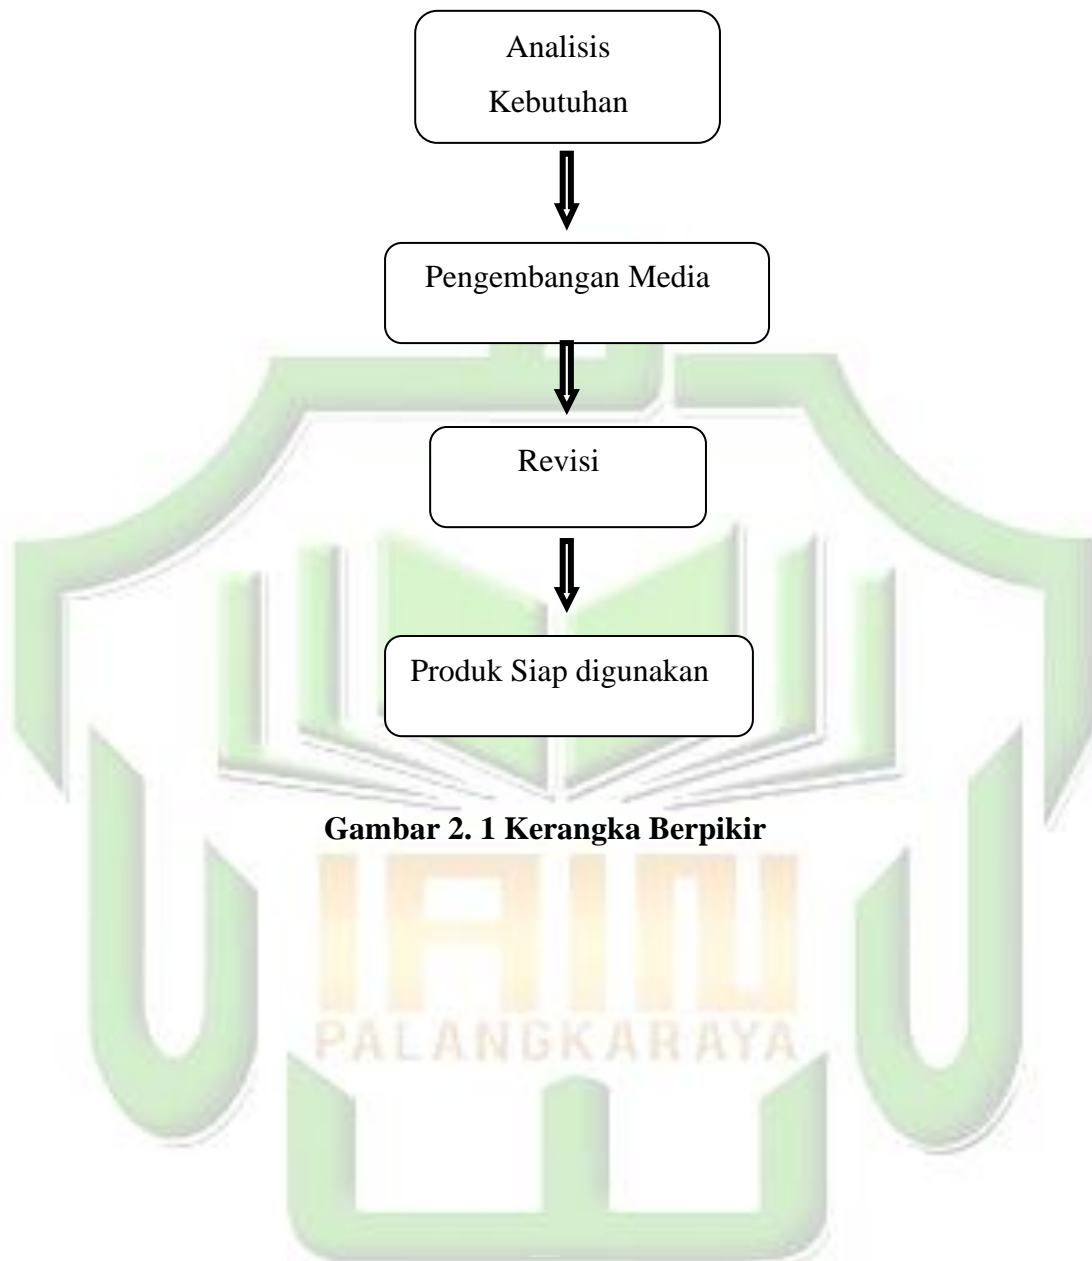 Analisis
Kebutuhan
Pengembangan Media
Revisi
Produk Siap digunakan
Gambar 2. 1 Kerangka Berpikir
IAIN
PALANGKARAYA